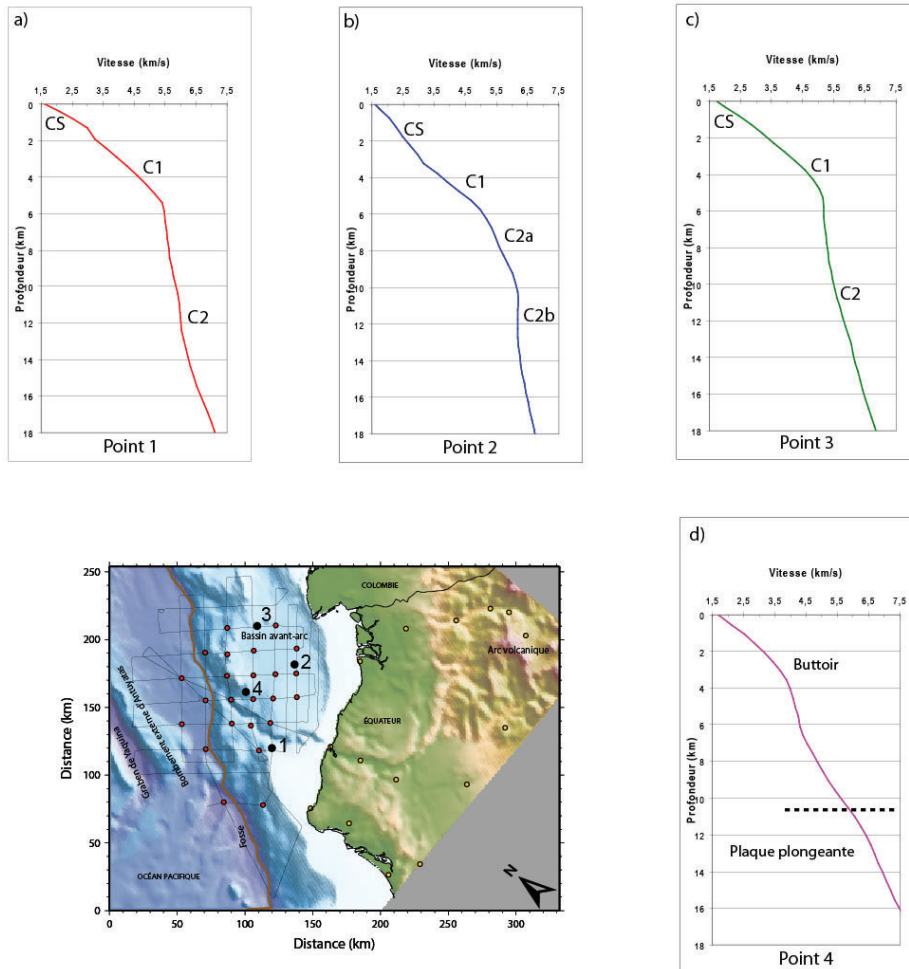 a)
Vitesse (km/s)
1,5 2,5 3,5 4,5 5,5 6,5 7,5
0
2
4
6
8
10
12
14
16
18
Profondeur (km)
CS
C1
C2
Point 1
b)
Vitesse (km/s)
1,5 2,5 3,5 4,5 5,5 6,5 7,5
0
2
4
6
8
10
12
14
16
18
Profondeur (km)
CS
C1
C2a
C2b
Point 2
c)
Vitesse (km/s)
1,5 2,5 3,5 4,5 5,5 6,5 7,5
0
2
4
6
8
10
12
14
16
18
Profondeur (km)
CS
C1
C2
Point 3
250
200
150
100
50
0
Distance (km)
0 50 100 150 200 250 300
Distance (km)
COLOMBIE
3
Bassin avant-arc
2
Arc volcanique
4
ÉQUATEUR
1
Graben de Yaquina
Bombement externe d'Antuyatas
Fosse
OCÉAN PACIFIQUE
N
d)
Vitesse (km/s)
1,5 2,5 3,5 4,5 5,5 6,5 7,5
0
2
4
6
8
10
12
14
16
18
Profondeur (km)
Buttoir
Plaque plongeante
Point 4